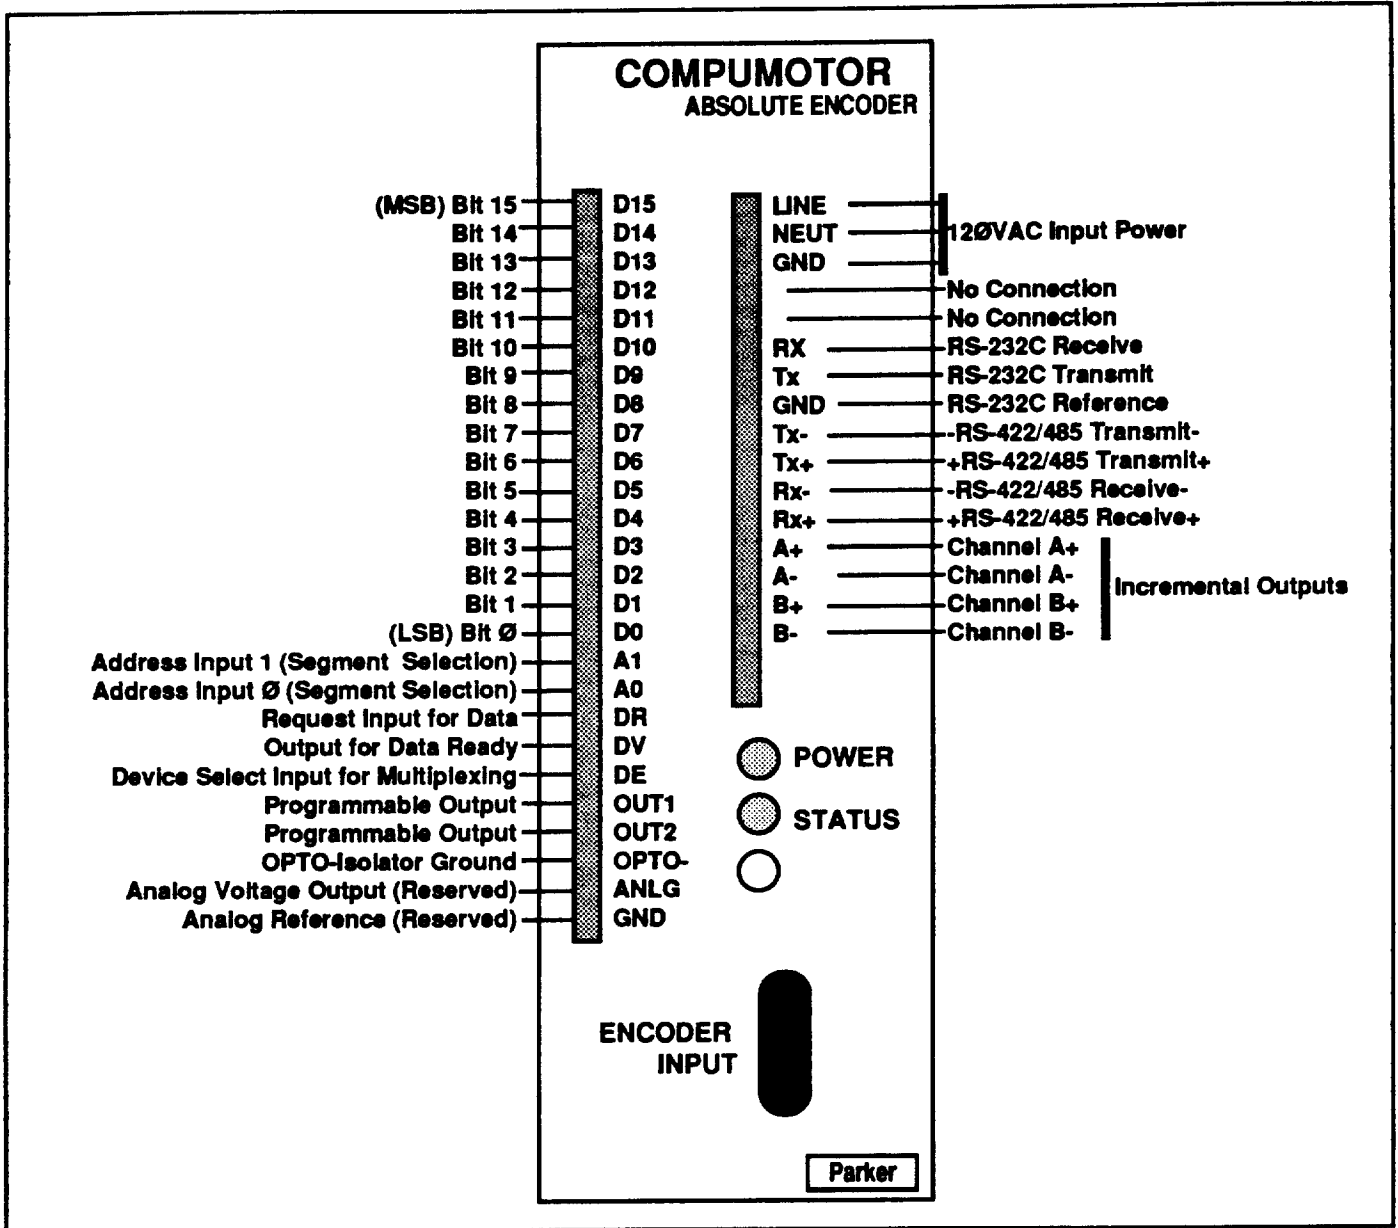 COMPUMOTOR
ABSOLUTE ENCODER
(MSB) Bit 15 D15 LINE
Bit 14 D14 NEUT 12ØVAC Input Power
Bit 13 D13 GND
Bit 12 D12 No Connection
Bit 11 D11 No Connection
Bit 10 D10 RX RS-232C Receive
Bit 9 D9 Tx RS-232C Transmit
Bit 8 D8 GND RS-232C Reference
Bit 7 D7 Tx- -RS-422/485 Transmit-
Bit 6 D6 Tx+ +RS-422/485 Transmit+
Bit 5 D5 Rx- -RS-422/485 Receive-
Bit 4 D4 Rx+ +RS-422/485 Receive+
Bit 3 D3 A+ Channel A+
Bit 2 D2 A- Channel A- Incremental Outputs
Bit 1 D1 B+ Channel B+
(LSB) Bit Ø D0 B- Channel B-
Address Input 1 (Segment Selection) A1
Address Input Ø (Segment Selection) A0
Request Input for Data DR
Output for Data Ready DV POWER
Device Select Input for Multiplexing DE
Programmable Output OUT1 STATUS
Programmable Output OUT2
OPTO-Isolator Ground OPTO-
Analog Voltage Output (Reserved) ANLG
Analog Reference (Reserved) GND
ENCODER
INPUT
Parker